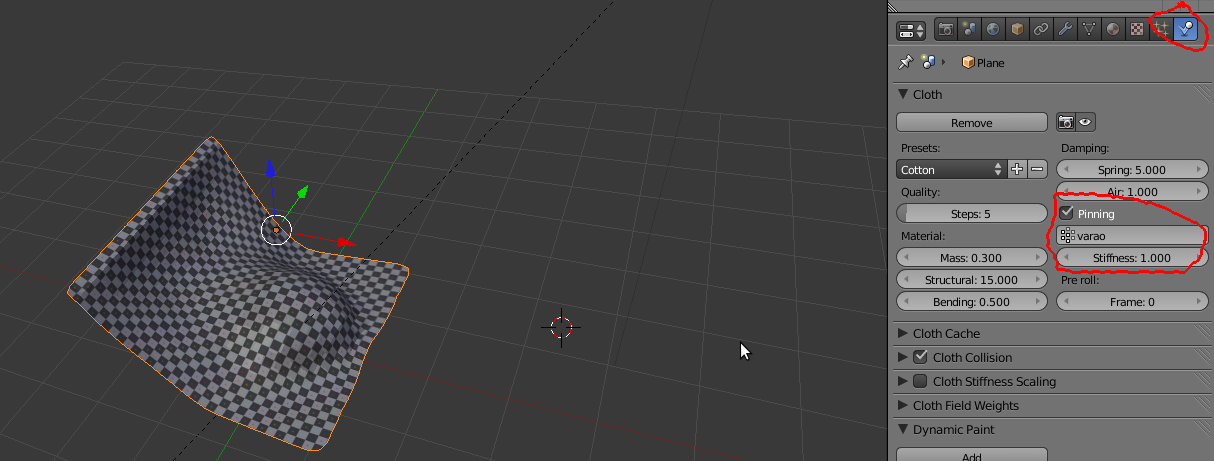 Plane
Cloth
Remove
Presets:
Damping:
Cotton
Spring: 5.000
Quality:
Air: 1.000
Steps: 5
Pinning
Material:
varao
Mass: 0.300
Stiffness: 1.000
Structural: 15.000
Pre roll:
Bending: 0.500
Frame: 0
Cloth Cache
Cloth Collision
Cloth Stiffness Scaling
Cloth Field Weights
Dynamic Paint
Add